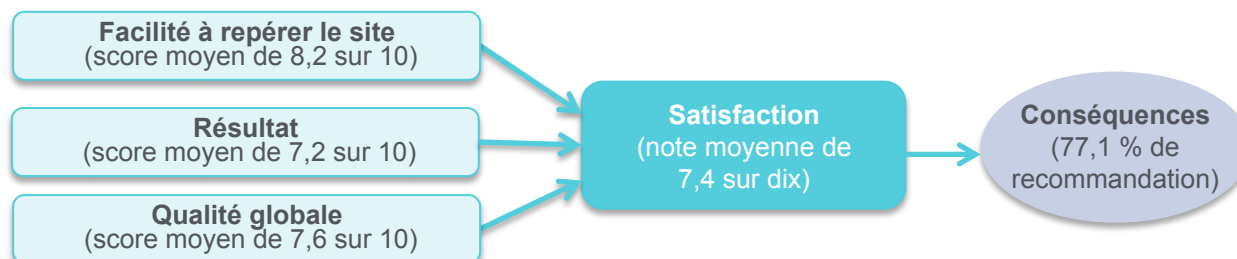 Facilité à repérer le site
(score moyen de 8,2 sur 10)
Résultat
(score moyen de 7,2 sur 10)
Qualité globale
(score moyen de 7,6 sur 10)
Satisfaction
(note moyenne de
7,4 sur dix)
Conséquences
(77,1 % de
recommandation)